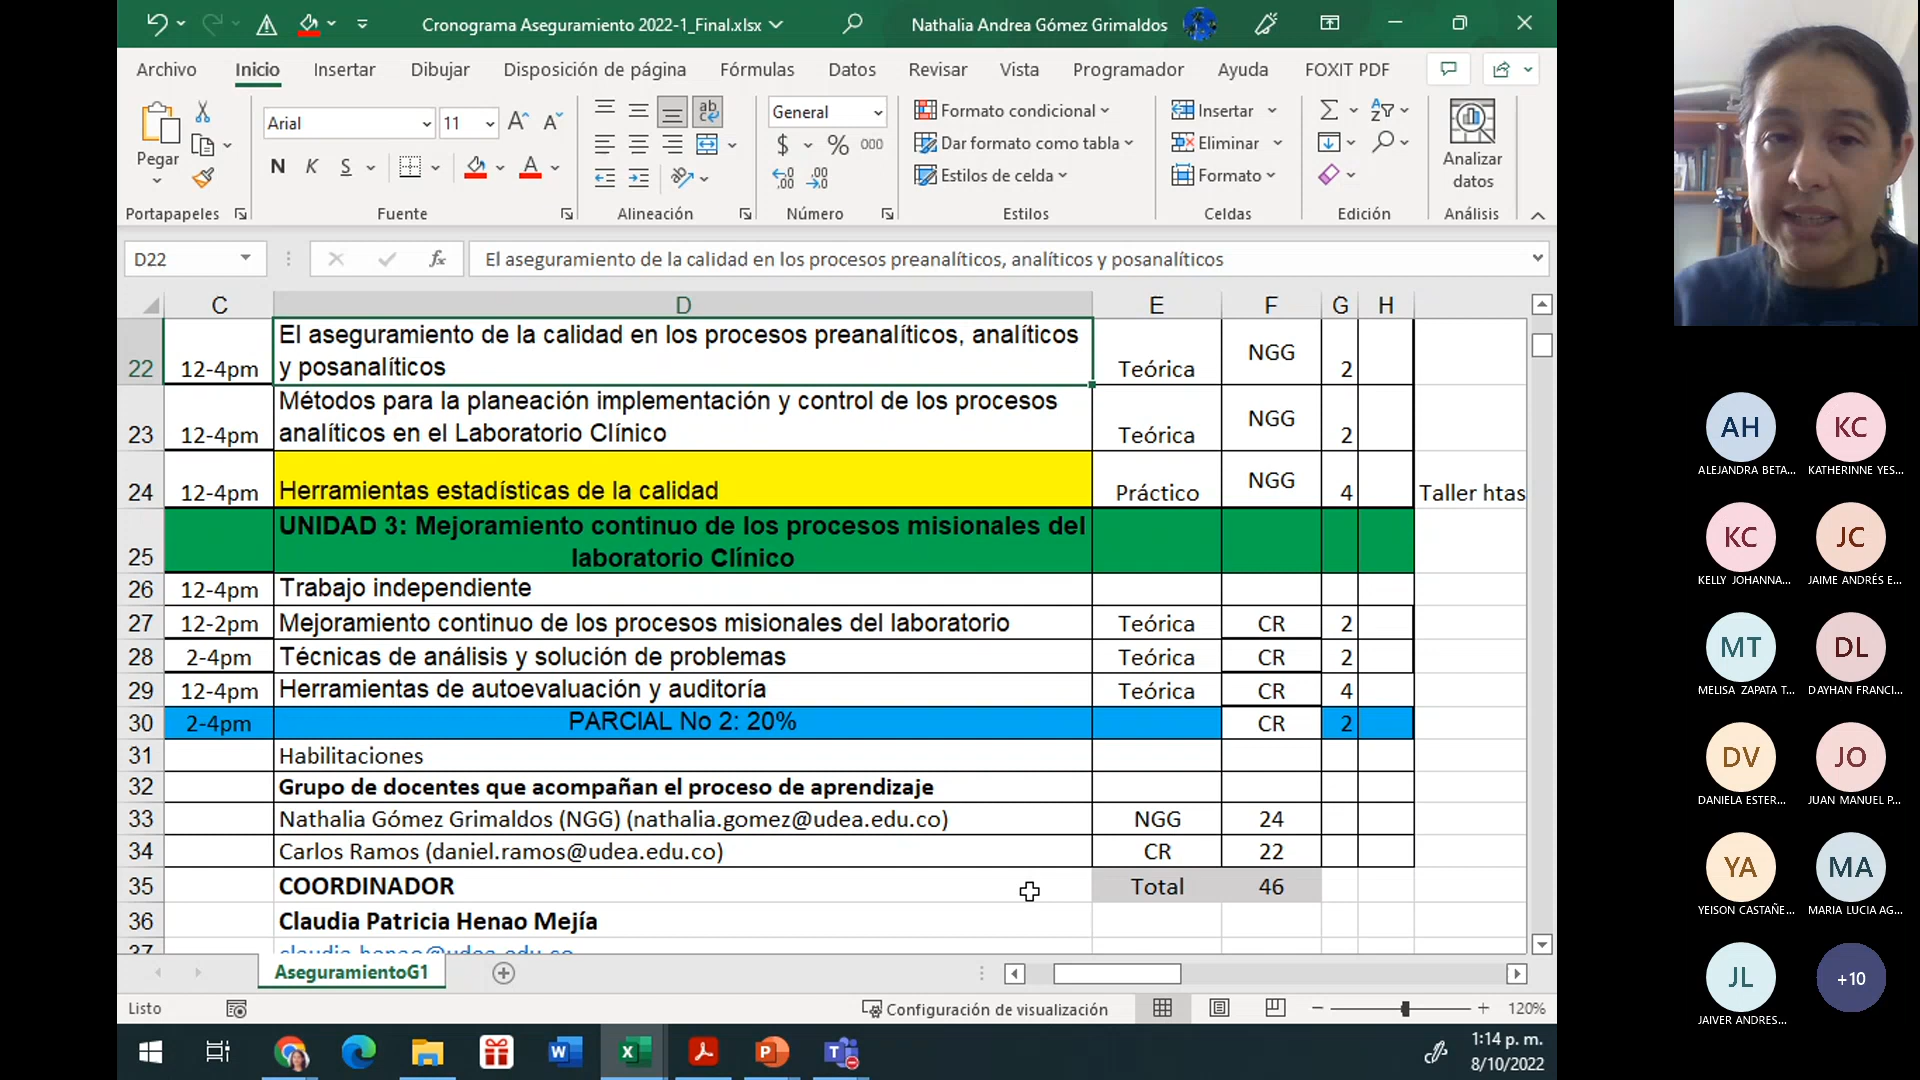 Cronograma Aseguramiento 2022-1_Final.xlsx
Nathalia Andrea Gómez Grimaldos
Archivo Inicio Insertar Dibujar Disposición de página Fórmulas Datos Revisar Vista Programador Ayuda FOXIT PDF
Pegar
Arial 11
N K S
ab
General
$ % 000
Formato condicional
Dar formato como tabla
Estilos de celda
Insertar
Eliminar
Formato
Analizar
datos
Portapapeles Fuente Alineación Número Estilos Celdas Edición Análisis
D22 fx El aseguramiento de la calidad en los procesos preanalíticos, analíticos y posanalíticos
C D E F G H
22 12-4pm El aseguramiento de la calidad en los procesos preanalíticos, analíticos
y posanalíticos Teórica NGG 2
23 12-4pm Métodos para la planeación implementación y control de los procesos
analíticos en el Laboratorio Clínico Teórica NGG 2
24 12-4pm Herramientas estadísticas de la calidad Práctico NGG 4 Taller htas
25 UNIDAD 3: Mejoramiento continuo de los procesos misionales del
laboratorio Clínico
26 12-4pm Trabajo independiente
27 12-2pm Mejoramiento continuo de los procesos misionales del laboratorio Teórica CR 2
28 2-4pm Técnicas de análisis y solución de problemas Teórica CR 2
29 12-4pm Herramientas de autoevaluación y auditoría Teórica CR 4
30 2-4pm PARCIAL No 2: 20% CR 2
31 Habilitaciones
32 Grupo de docentes que acompañan el proceso de aprendizaje
33 Nathalia Gómez Grimaldos (NGG) (nathalia.gomez@udea.edu.co) NGG 24
34 Carlos Ramos (daniel.ramos@udea.edu.co) CR 22
35 COORDINADOR Total 46
36 Claudia Patricia Henao Mejía
37 claudia.henao@udea.edu.co
AseguramientoG1
Listo Configuración de visualización 120%
1:14 p. m.
8/10/2022
AH KC
ALEJANDRA BETA... KATHERINNE YES...
KC JC
KELLY JOHANNA... JAIME ANDRÉS E...
MT DL
MELISA ZAPATA T... DAYHAN FRANCI...
DV JO
DANIELA ESTER... JUAN MANUEL P...
YA MA
YEISON CASTAÑE... MARIA LUCIA AG...
JL +10
JAIVER ANDRES...